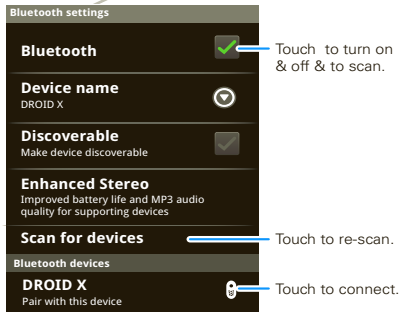 Bluetooth settings
Bluetooth
Touch to turn on
& off & to scan.
Device name
DROID X
Discoverable
Make device discoverable
Enhanced Stereo
Improved battery life and MP3 audio
quality for supporting devices
Scan for devices
Touch to re-scan.
Bluetooth devices
DROID X
Pair with this device
Touch to connect.